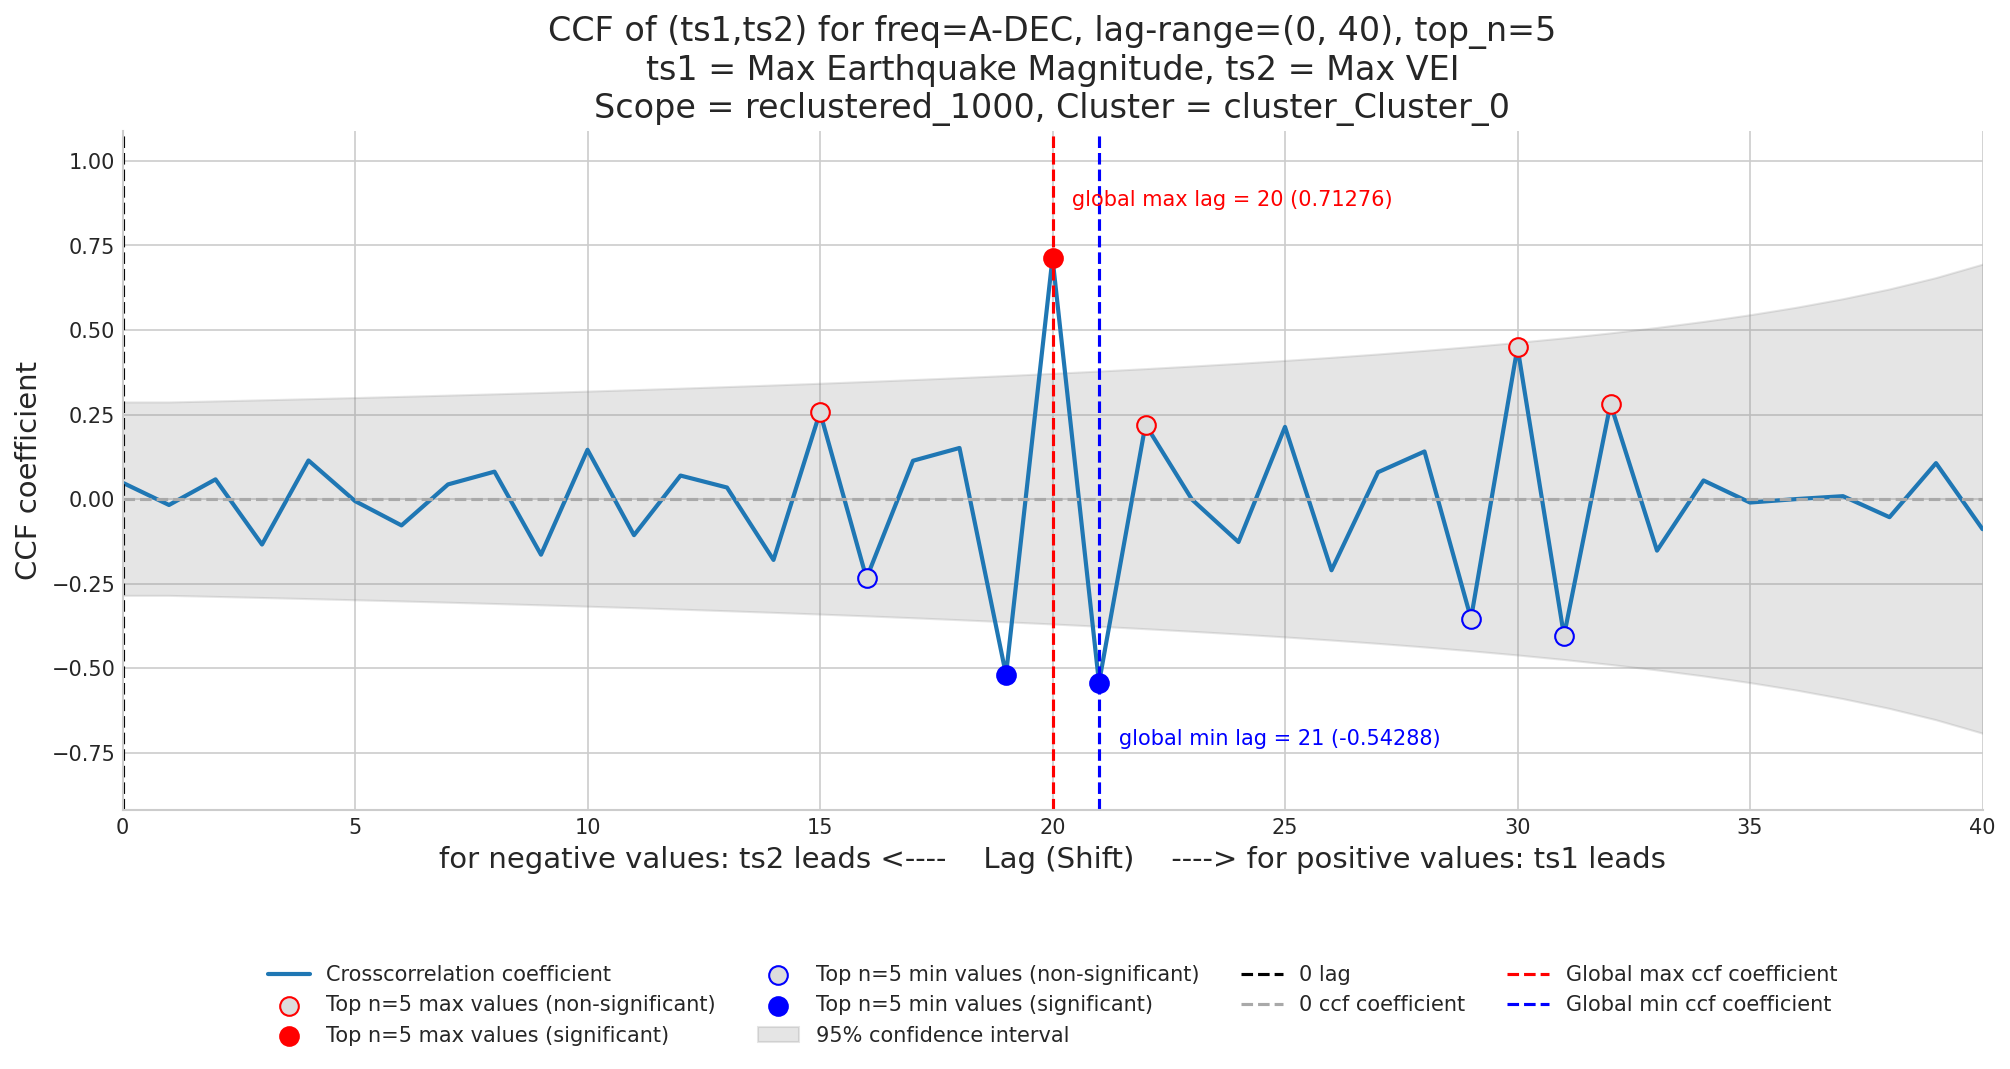 CCF of (ts1,ts2) for freq=A-DEC, lag-range=(0, 40), top_n=5
ts1 = Max Earthquake Magnitude, ts2 = Max VEI
Scope = reclustered_1000, Cluster = cluster_Cluster_0
CCF coefficient
1.00
0.75
0.50
0.25
0.00
−0.25
−0.50
−0.75
global max lag = 20 (0.71276)
global min lag = 21 (-0.54288)
0 5 10 15 20 25 30 35 40
for negative values: ts2 leads <---- Lag (Shift) ----> for positive values: ts1 leads
Crosscorrelation coefficient
Top n=5 max values (non-significant)
Top n=5 max values (significant)
Top n=5 min values (non-significant)
Top n=5 min values (significant)
95% confidence interval
0 lag
0 ccf coefficient
Global max ccf coefficient
Global min ccf coefficient